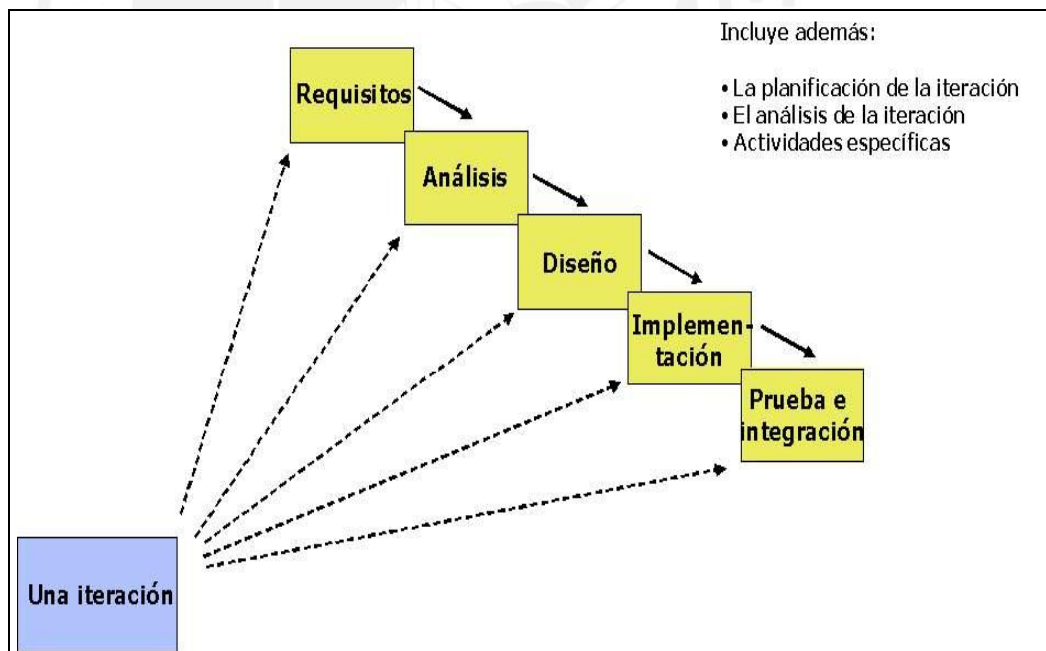 Incluye además:
• La planificación de la iteración
• El análisis de la iteración
• Actividades específicas
Requisitos
Análisis
Diseño
Implemen-
tación
Prueba e
integración
Una iteración